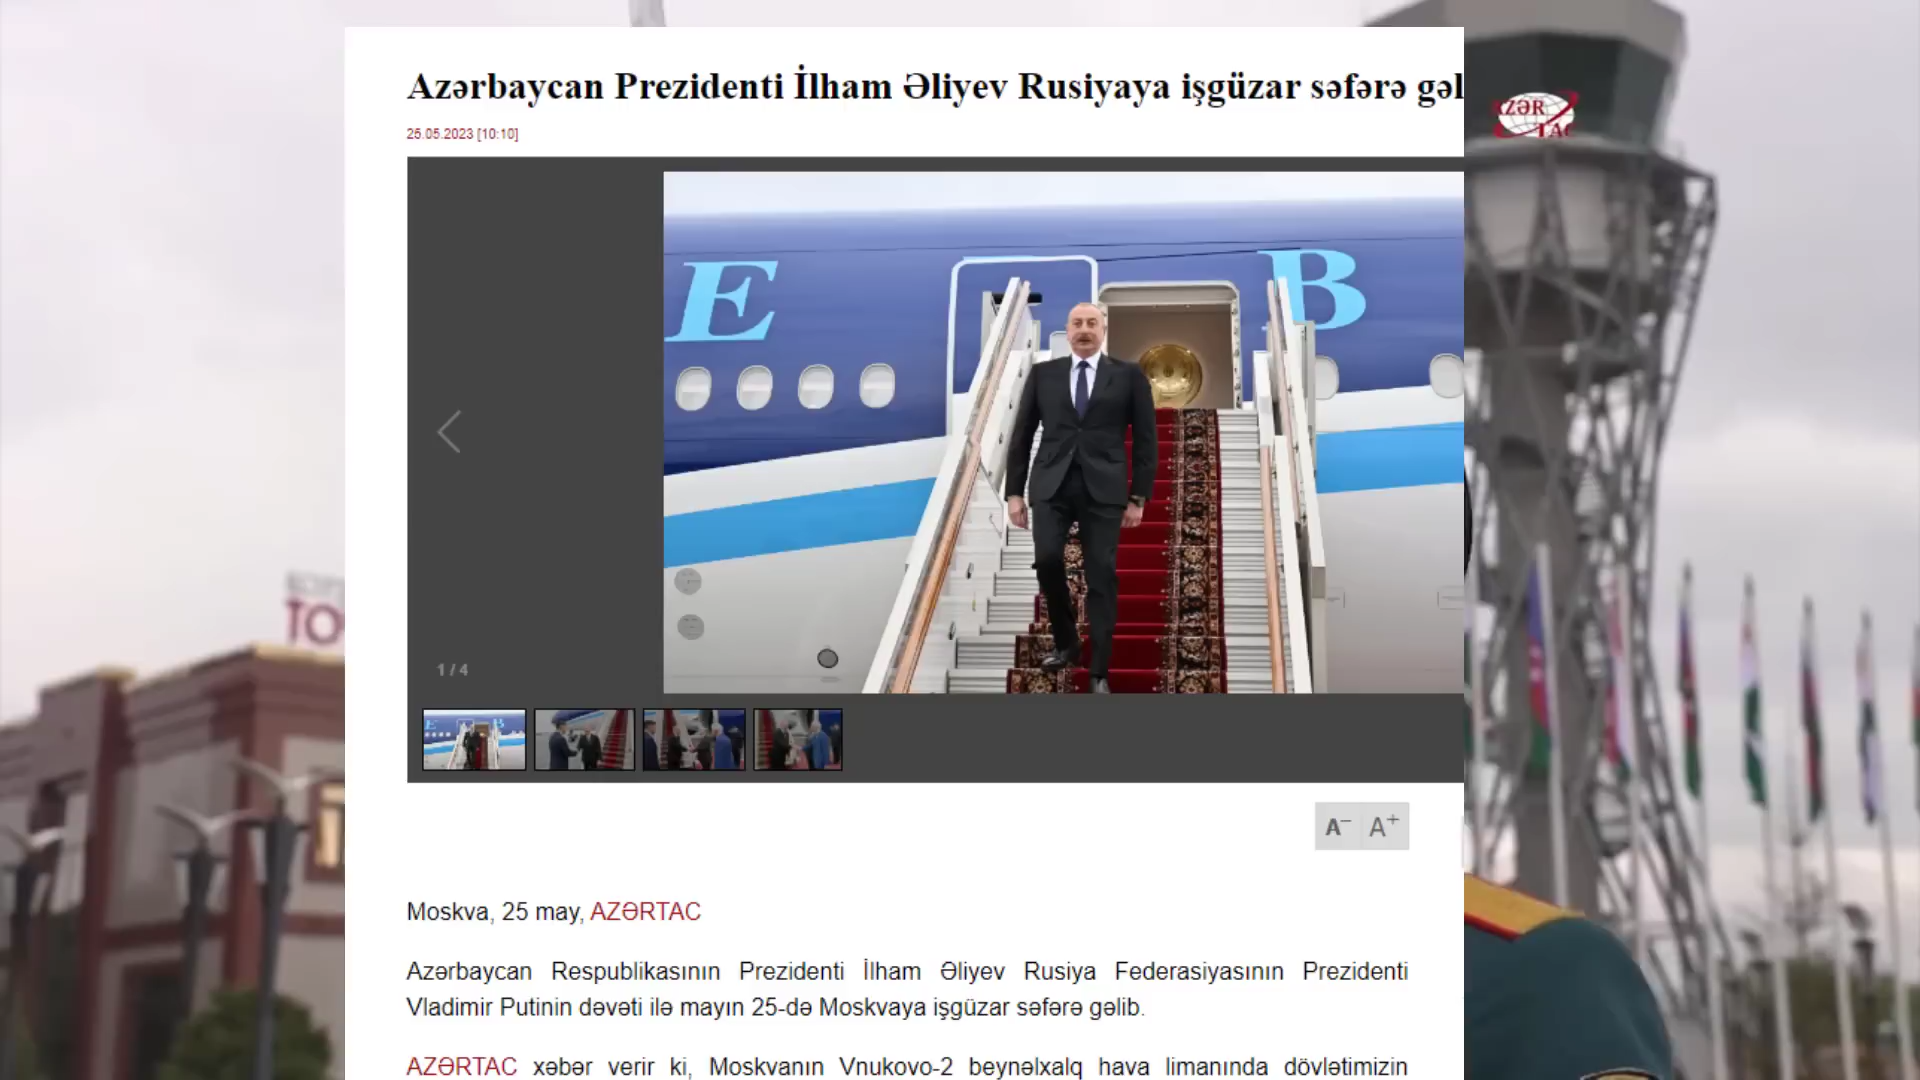 Azərbaycan Prezidenti İlham Əliyev Rusiyaya işgüzar səfərə gəl
25.05.2023 [10:10]
E
B
1 / 4
E
B
A– A+
Moskva, 25 may, AZƏRTAC
Azərbaycan Respublikasının Prezidenti İlham Əliyev Rusiya Federasiyasının Prezidenti
Vladimir Putinin dəvəti ilə mayın 25-də Moskvaya işgüzar səfərə gəlib.
AZƏRTAC xəbər verir ki, Moskvanın Vnukovo-2 beynəlxalq hava limanında dövlətimizin
AZƏR
TAC
TO